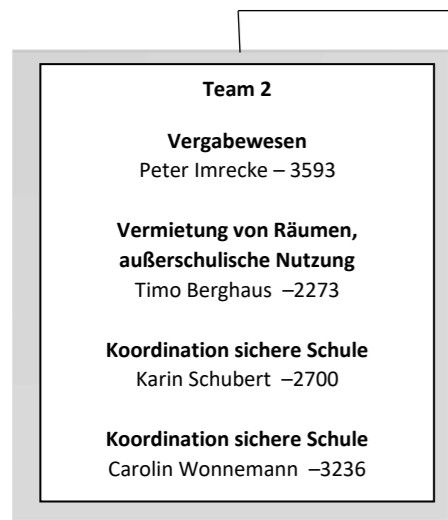 Team 2
Vergabewesen
Peter Imrecke – 3593
Vermietung von Räumen,
außerschulische Nutzung
Timo Berghaus –2273
Koordination sichere Schule
Karin Schubert –2700
Koordination sichere Schule
Carolin Wonnemann –3236